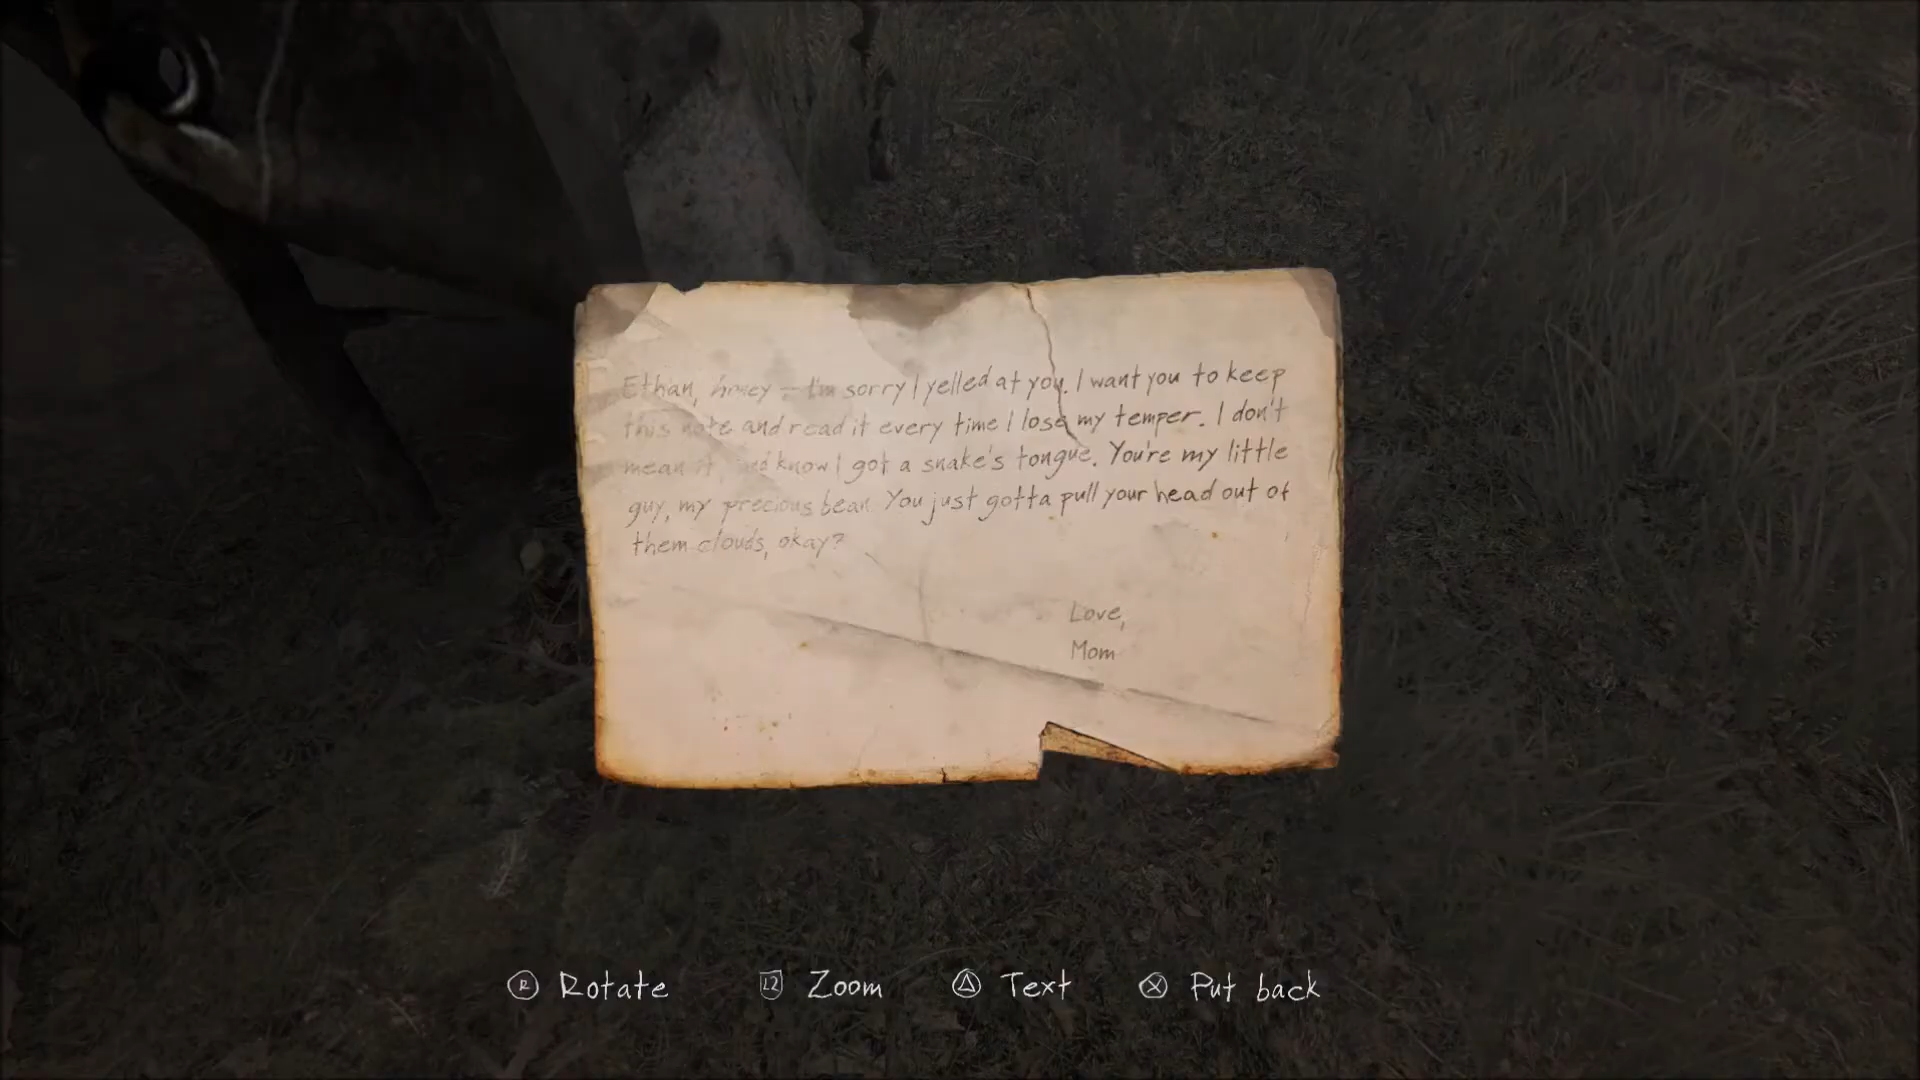 Ethan, honey - I'm sorry I yelled at you. I want you to keep
this note and read it every time I lose my temper. I don't
mean it, and know I got a snake's tongue. You're my little
guy, my precious bean. You just gotta pull your head out of
them clouds, okay?
Love,
Mom
R Rotate
L2 Zoom
Text
Put back